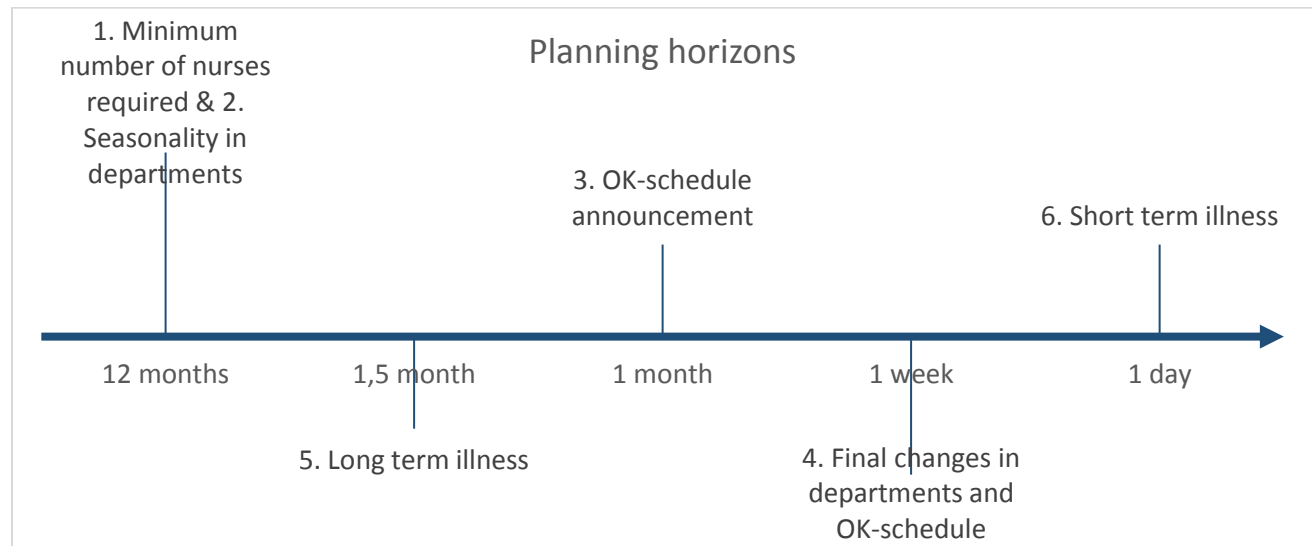 Planning horizons
1. Minimum
number of nurses
required & 2.
Seasonality in
departments
3. OK-schedule
announcement
6. Short term illness
12 months
1,5 month
1 month
1 week
1 day
5. Long term illness
4. Final changes in
departments and
OK-schedule